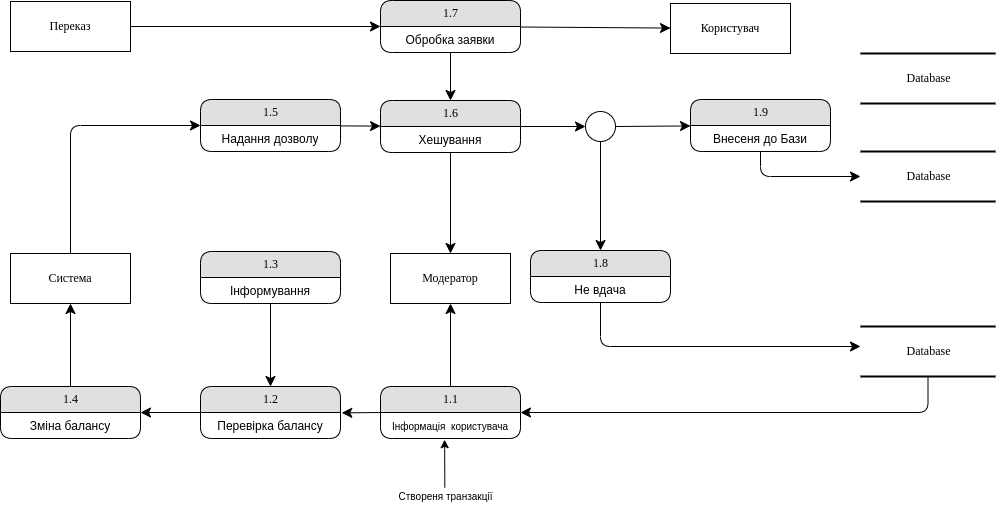 Переказ
1.7
Обробка заявки
Користувач
Database
1.5
Надання дозволу
1.6
Хешування
1.9
Внесеня до Бази
Database
Система
1.3
Інформування
Модератор
1.8
Не вдача
Database
1.4
Зміна балансу
1.2
Перевірка балансу
1.1
Інформація користувача
Створеня транзакції